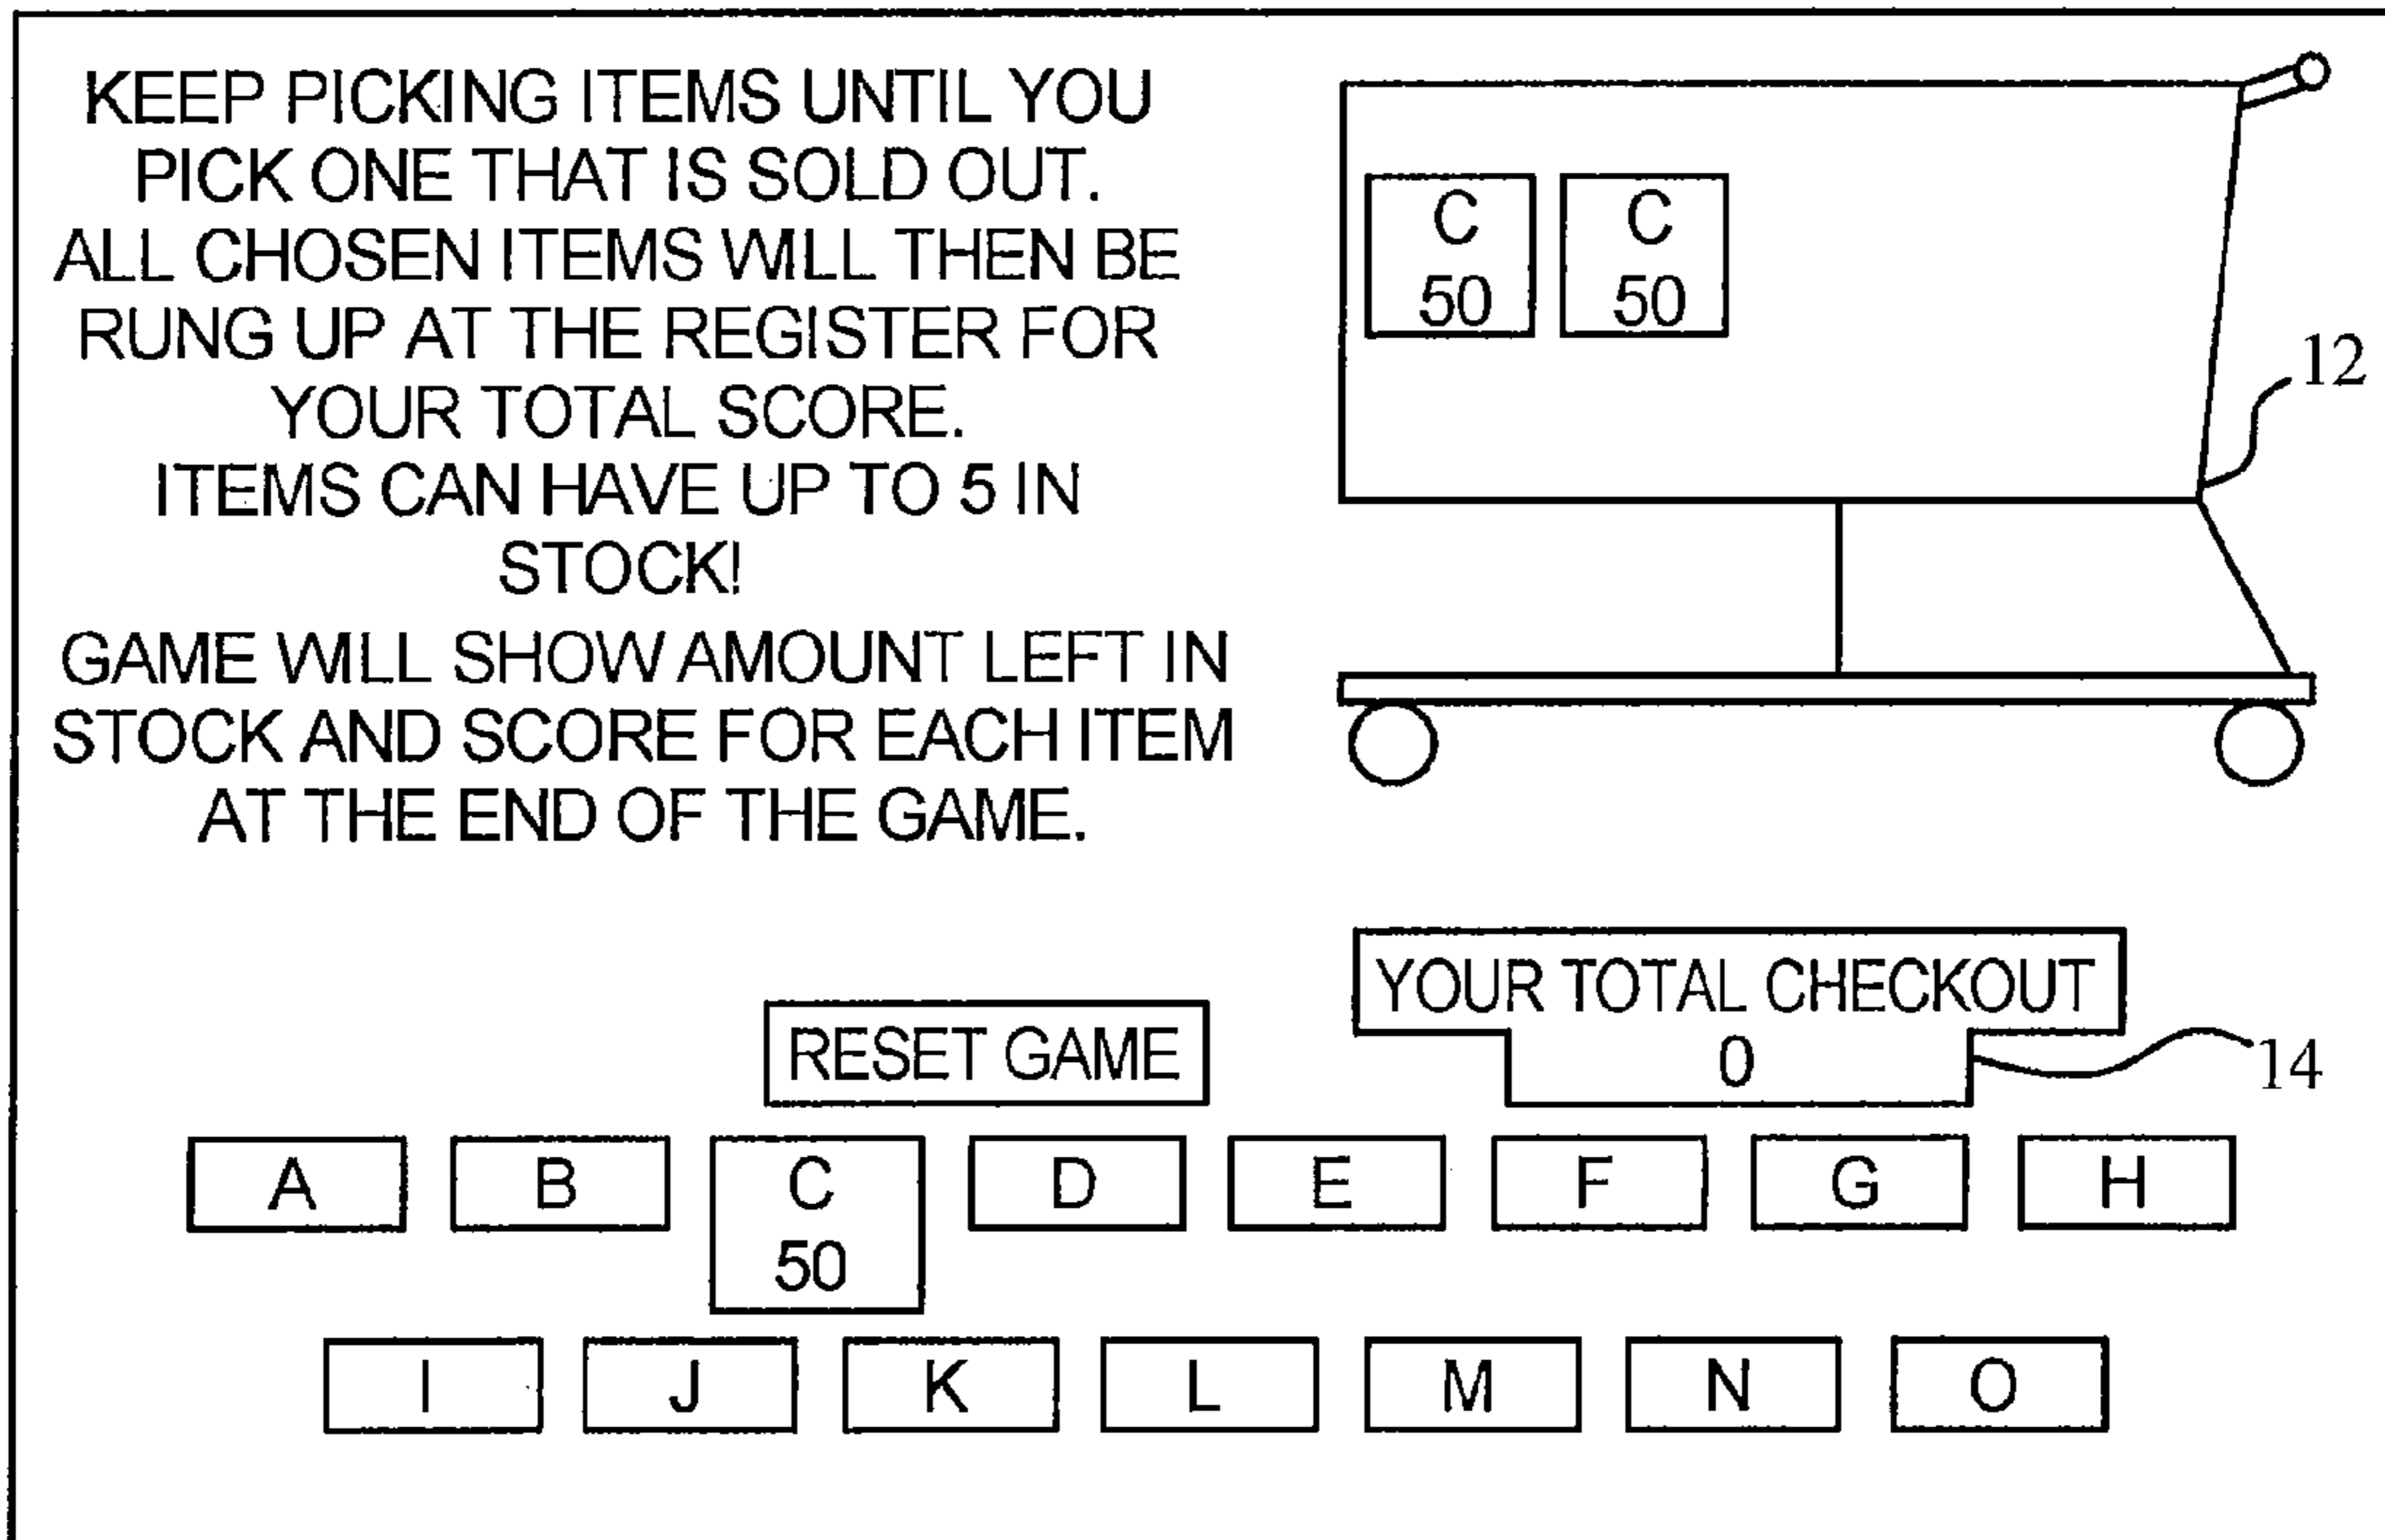 KEEP PICKING ITEMS UNTIL YOU
PICK ONE THAT IS SOLD OUT.
ALL CHOSEN ITEMS WILL THEN BE
RUNG UP AT THE REGISTER FOR
YOUR TOTAL SCORE.
ITEMS CAN HAVE UP TO 5 IN
STOCK!
GAME WILL SHOW AMOUNT LEFT IN
STOCK AND SCORE FOR EACH ITEM
AT THE END OF THE GAME.
C C
50 50
12
YOUR TOTAL CHECKOUT
0
14
RESET GAME
A B C D E F G H
50
I J K L M N O